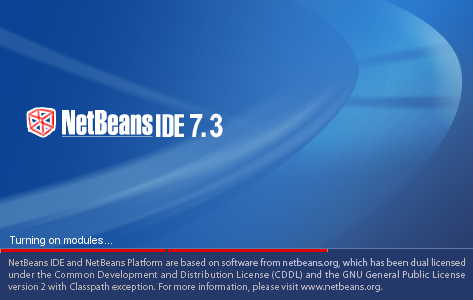 NetBeans IDE 7.3
Turning on modules...
NetBeans IDE and NetBeans Platform are based on software from netbeans.org, which has been dual licensed
under the Common Development and Distribution License (CDDL) and the GNU General Public License
version 2 with Classpath exception. For more information, please visit www.netbeans.org.